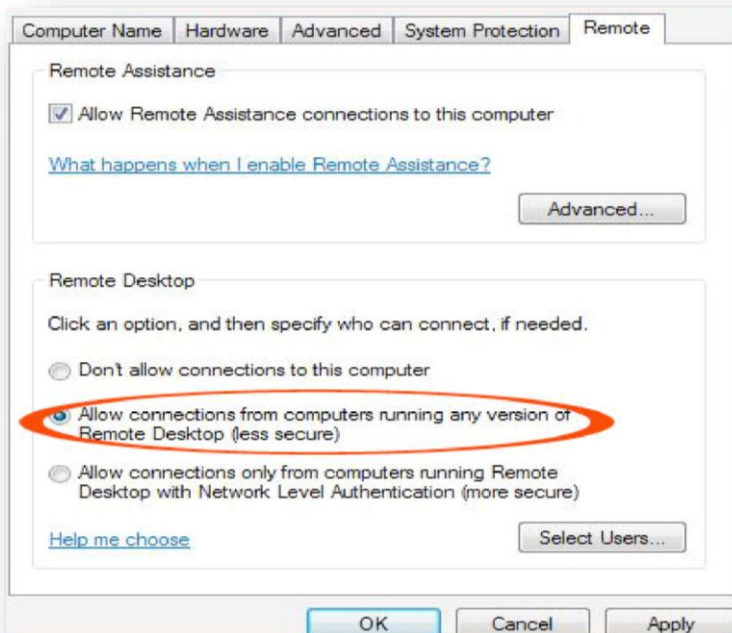 Computer Name Hardware Advanced System Protection Remote
Remote Assistance
Allow Remote Assistance connections to this computer
What happens when I enable Remote Assistance?
Advanced...
Remote Desktop
Click an option, and then specify who can connect, if needed.
Don't allow connections to this computer
Allow connections from computers running any version of
Remote Desktop (less secure)
Allow connections only from computers running Remote
Desktop with Network Level Authentication (more secure)
Help me choose
Select Users...
OK Cancel Apply